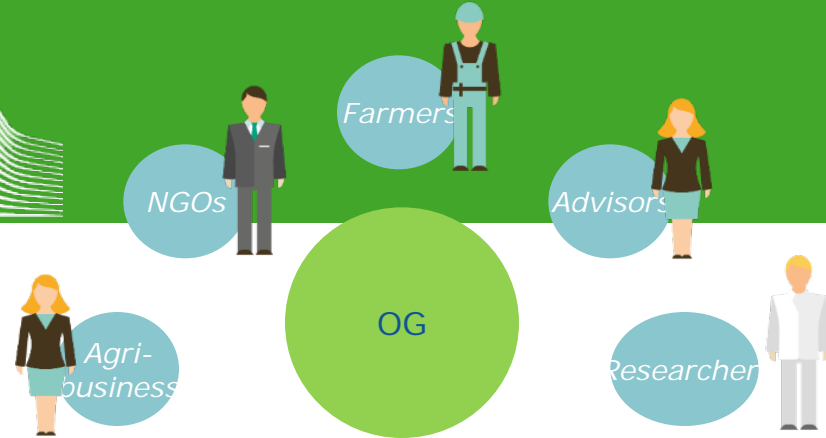 Farmers
NGOs
Advisors
OG
Agri-
business
Researcher